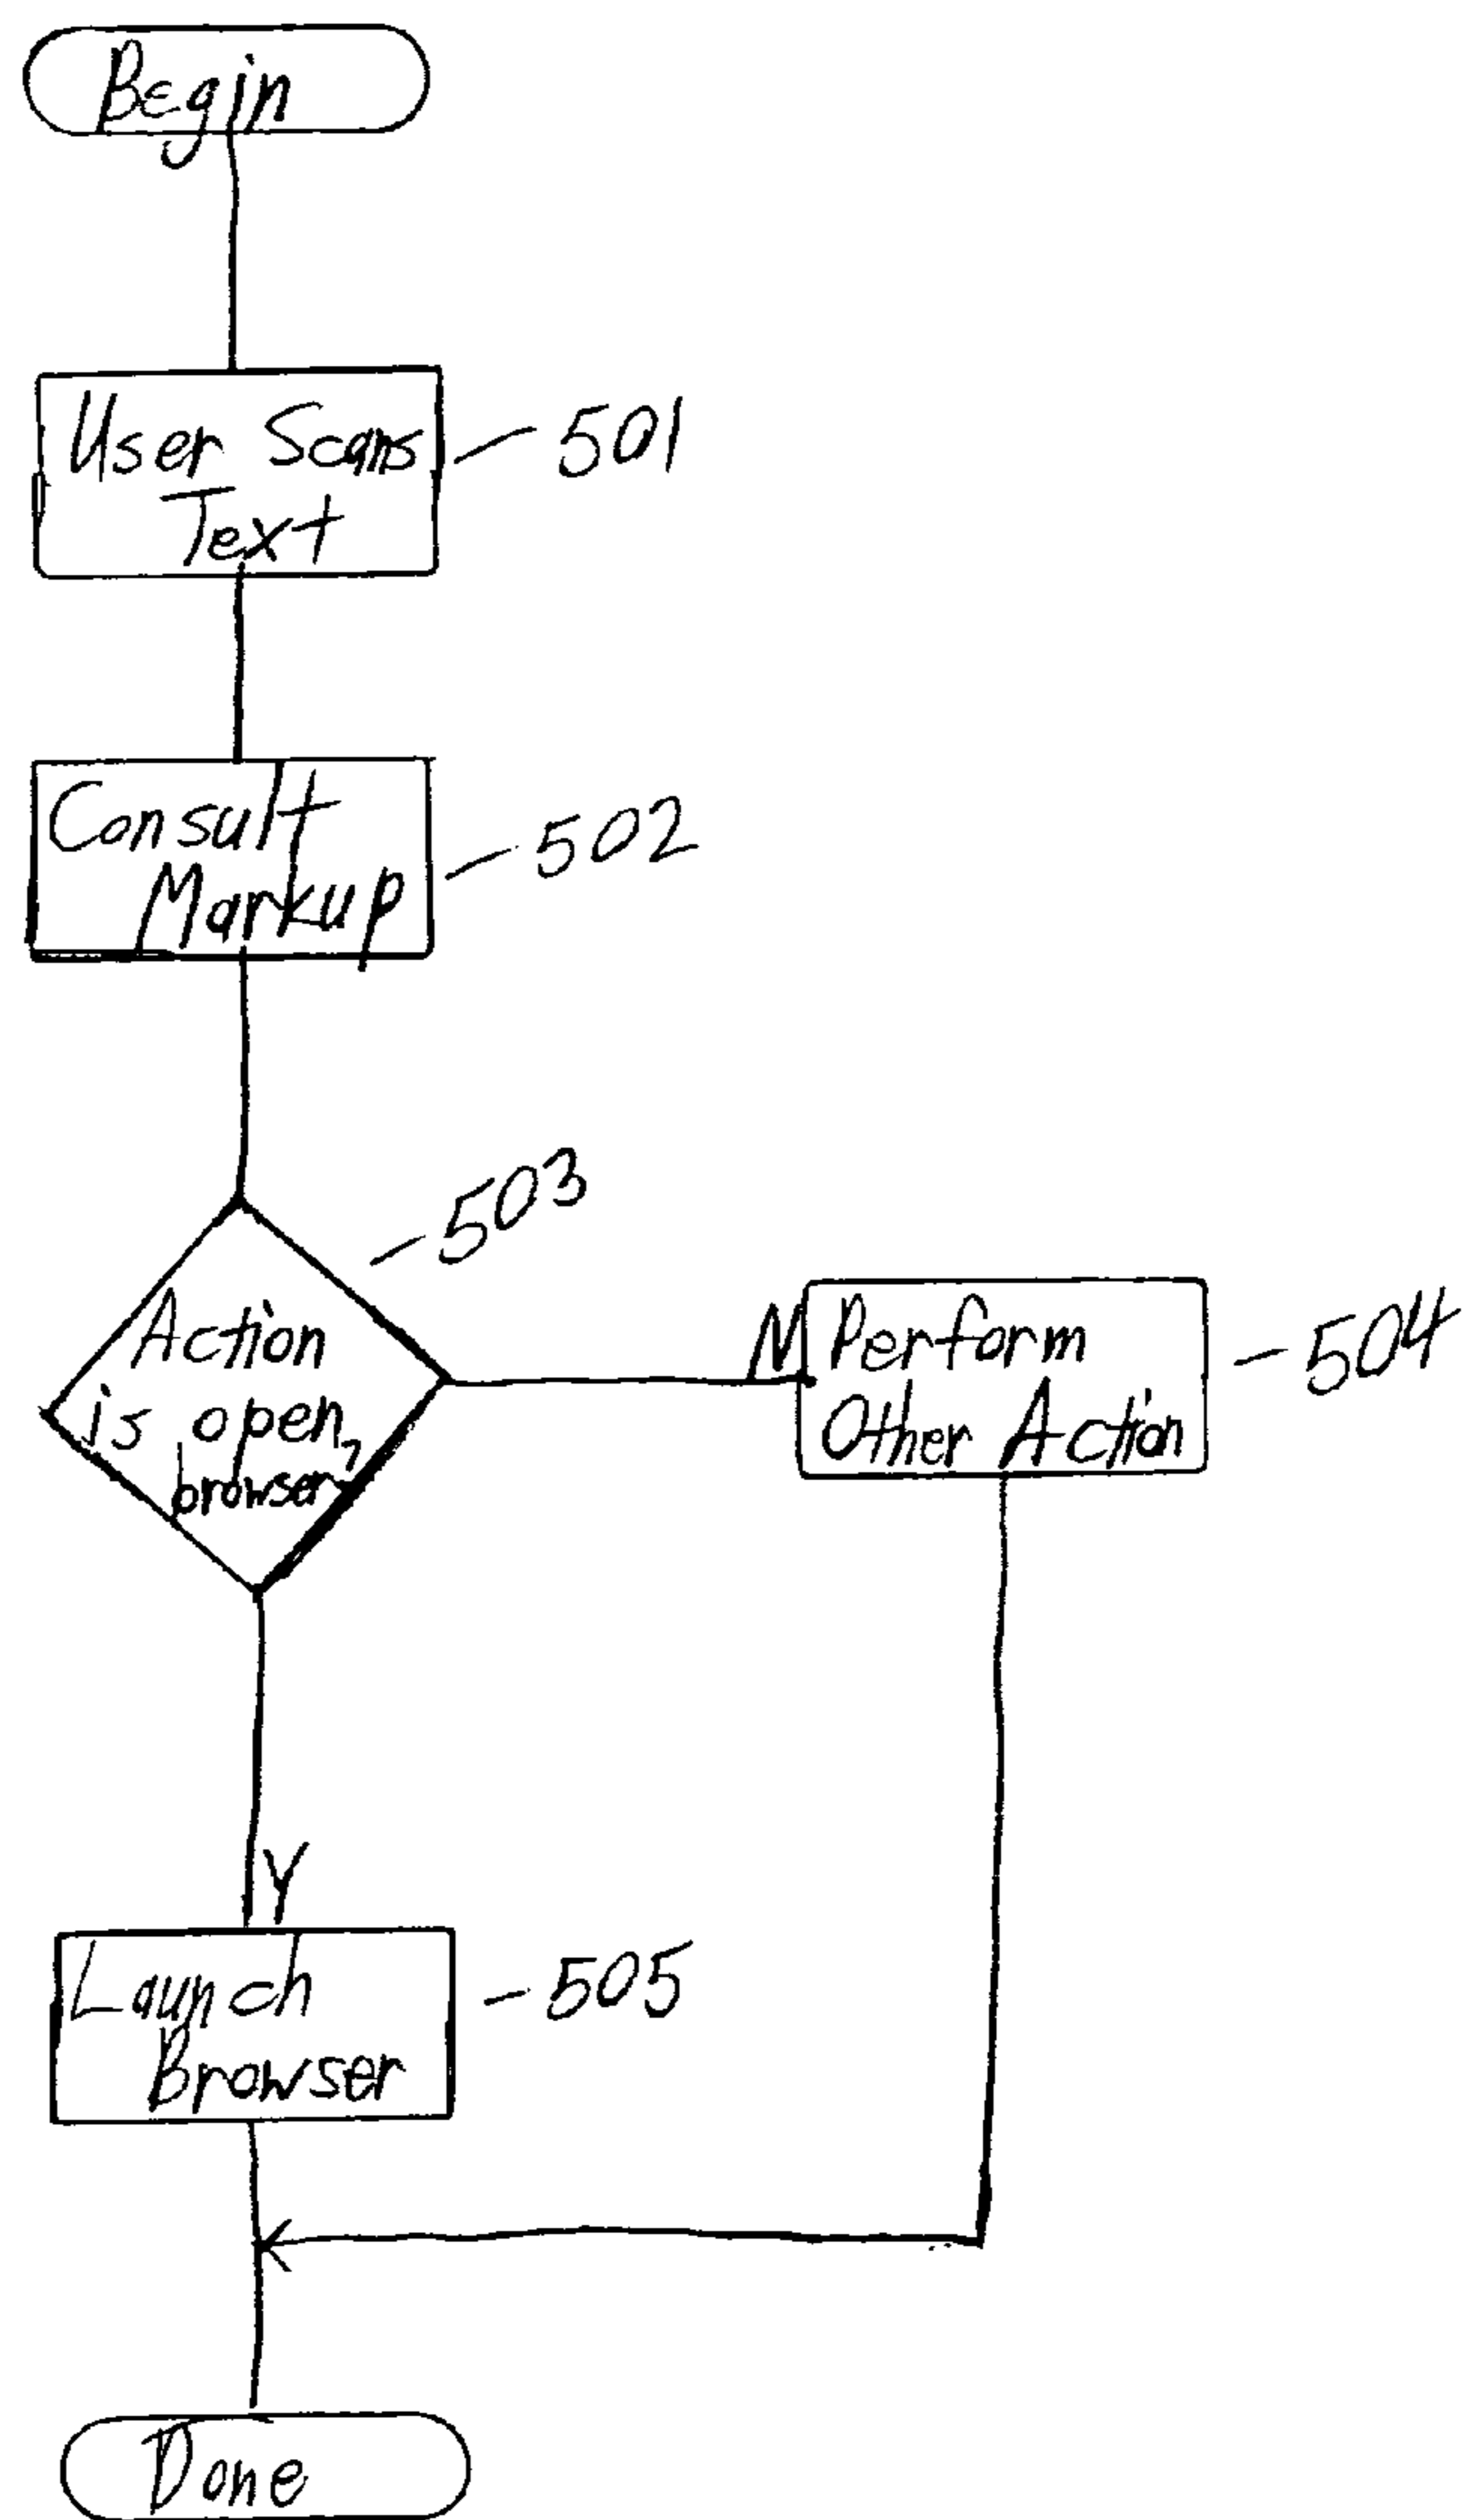 Begin
User Scans
Text
501
Consult
Markup
502
503
Action
is open
browser?
N
Perform
Other Action
504
Y
Launch
Browser
505
Done